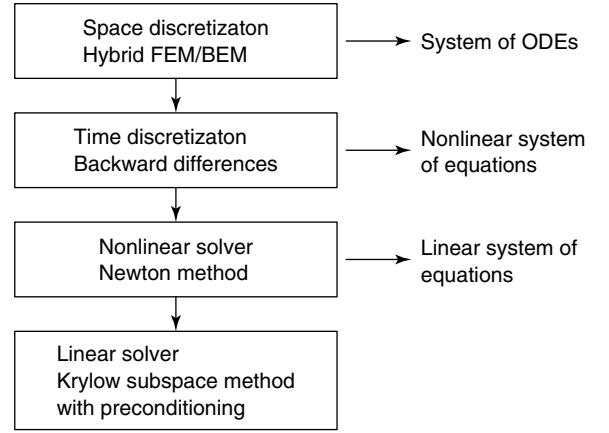 Space discretizaton
Hybrid FEM/BEM
System of ODEs
Time discretizaton
Backward differences
Nonlinear system
of equations
Nonlinear solver
Newton method
Linear system of
equations
Linear solver
Krylow subspace method
with preconditioning